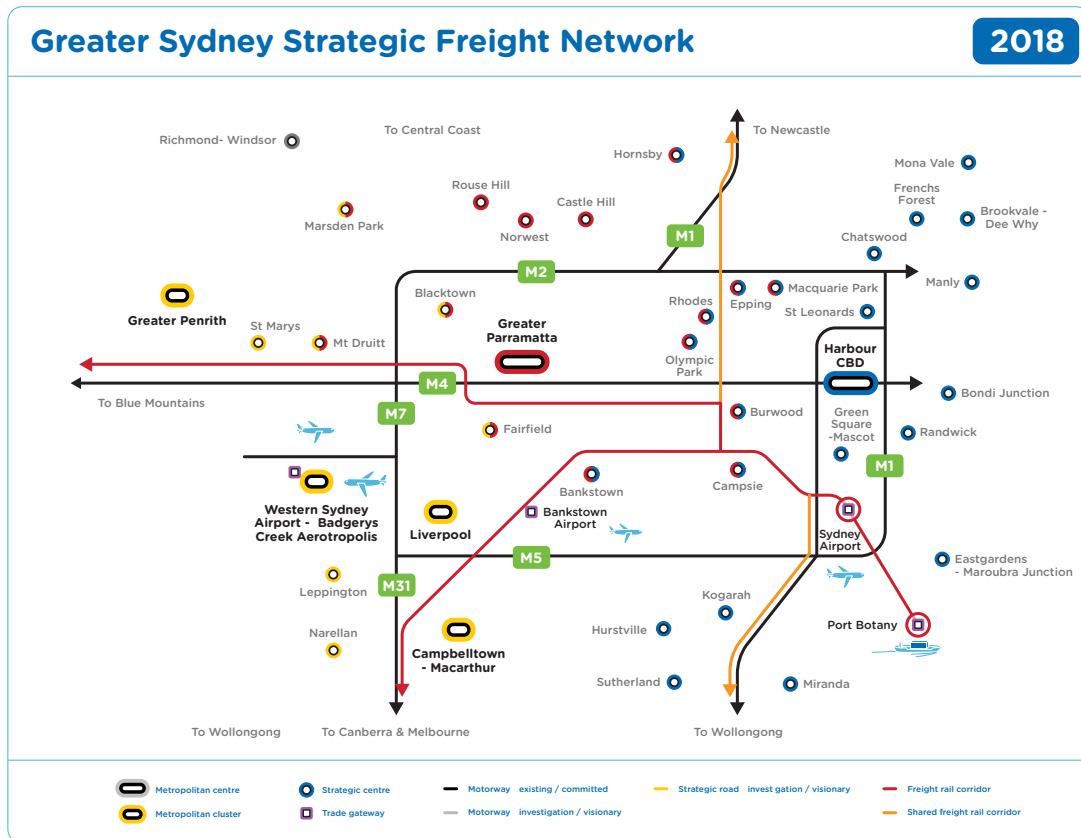 Greater Sydney Strategic Freight Network
2018
Richmond- Windsor
To Central Coast
To Newcastle
Hornsby
Mona Vale
Rouse Hill
Castle Hill
Frenchs
Forest
Marsden Park
Norwest
M1
Brookvale -
Dee Why
Chatswood
M2
Manly
Greater Penrith
Blacktown
Rhodes
Epping
Macquarie Park
St Leonards
St Marys
Mt Druitt
Greater
Parramatta
Olympic
Park
Harbour
CBD
M4
To Blue Mountains
M7
Bondi Junction
Burwood
Green
Square
-Mascot
Fairfield
Randwick
M1
Bankstown
Campsie
Western Sydney
Airport - Badgerys
Creek Aerotropolis
Liverpool
Bankstown
Airport
Sydney
Airport
M5
Eastgardens
- Maroubra Junction
Leppington
M31
Kogarah
Narellan
Hurstville
Port Botany
Campbelltown
- Macarthur
Sutherland
Miranda
To Wollongong
To Canberra & Melbourne
To Wollongong
Metropolitan centre
Strategic centre
Motorway existing / committed
Strategic road invest gation / visionary
Freight rail corridor
Metropolitan cluster
Trade gateway
Motorway investigation / visionary
Shared freight rail corridor